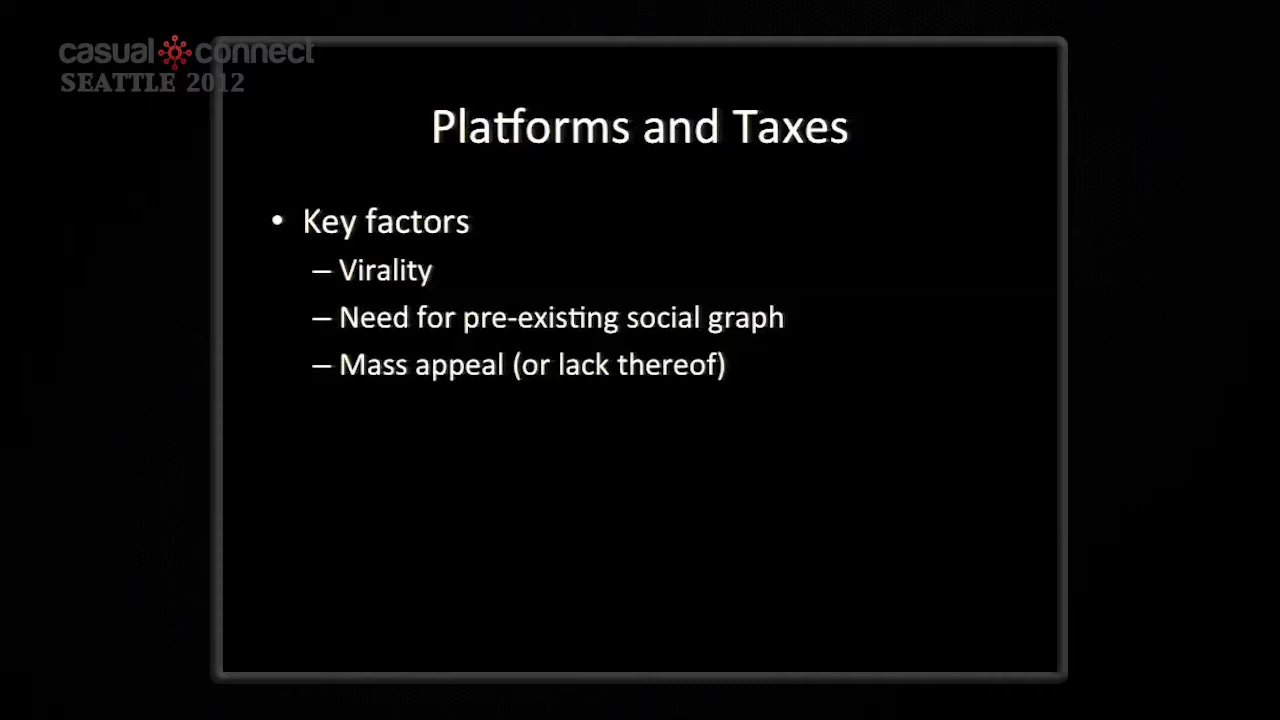 casual connect
SEATTLE 2012
Platforms and Taxes
• Key factors
– Virality
– Need for pre-existing social graph
– Mass appeal (or lack thereof)